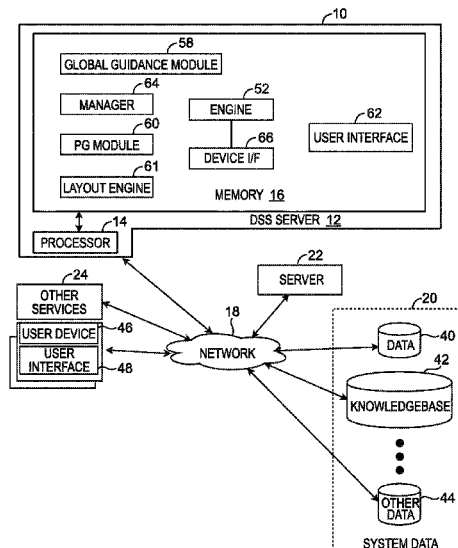 10
58
GLOBAL GUIDANCE MODULE
64
MANAGER
52
ENGINE
62
USER INTERFACE
60
PG MODULE
66
DEVICE I/F
61
LAYOUT ENGINE
MEMORY 16
14
DSS SERVER 12
PROCESSOR
22
SERVER
24
OTHER SERVICES
46
USER DEVICE
48
USER INTERFACE
18
NETWORK
20
40
DATA
42
KNOWLEDGEBASE
44
OTHER DATA
SYSTEM DATA